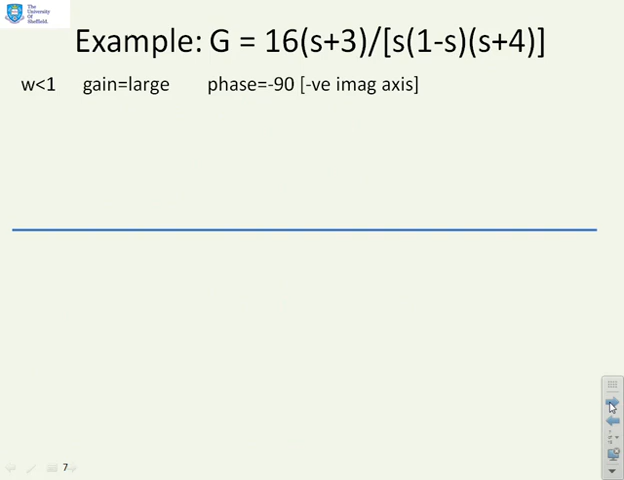 The
University
Of
Sheffield.
Example: G = 16(s+3)/[s(1-s)(s+4)]
w<1 gain=large phase=-90 [-ve imag axis]
7